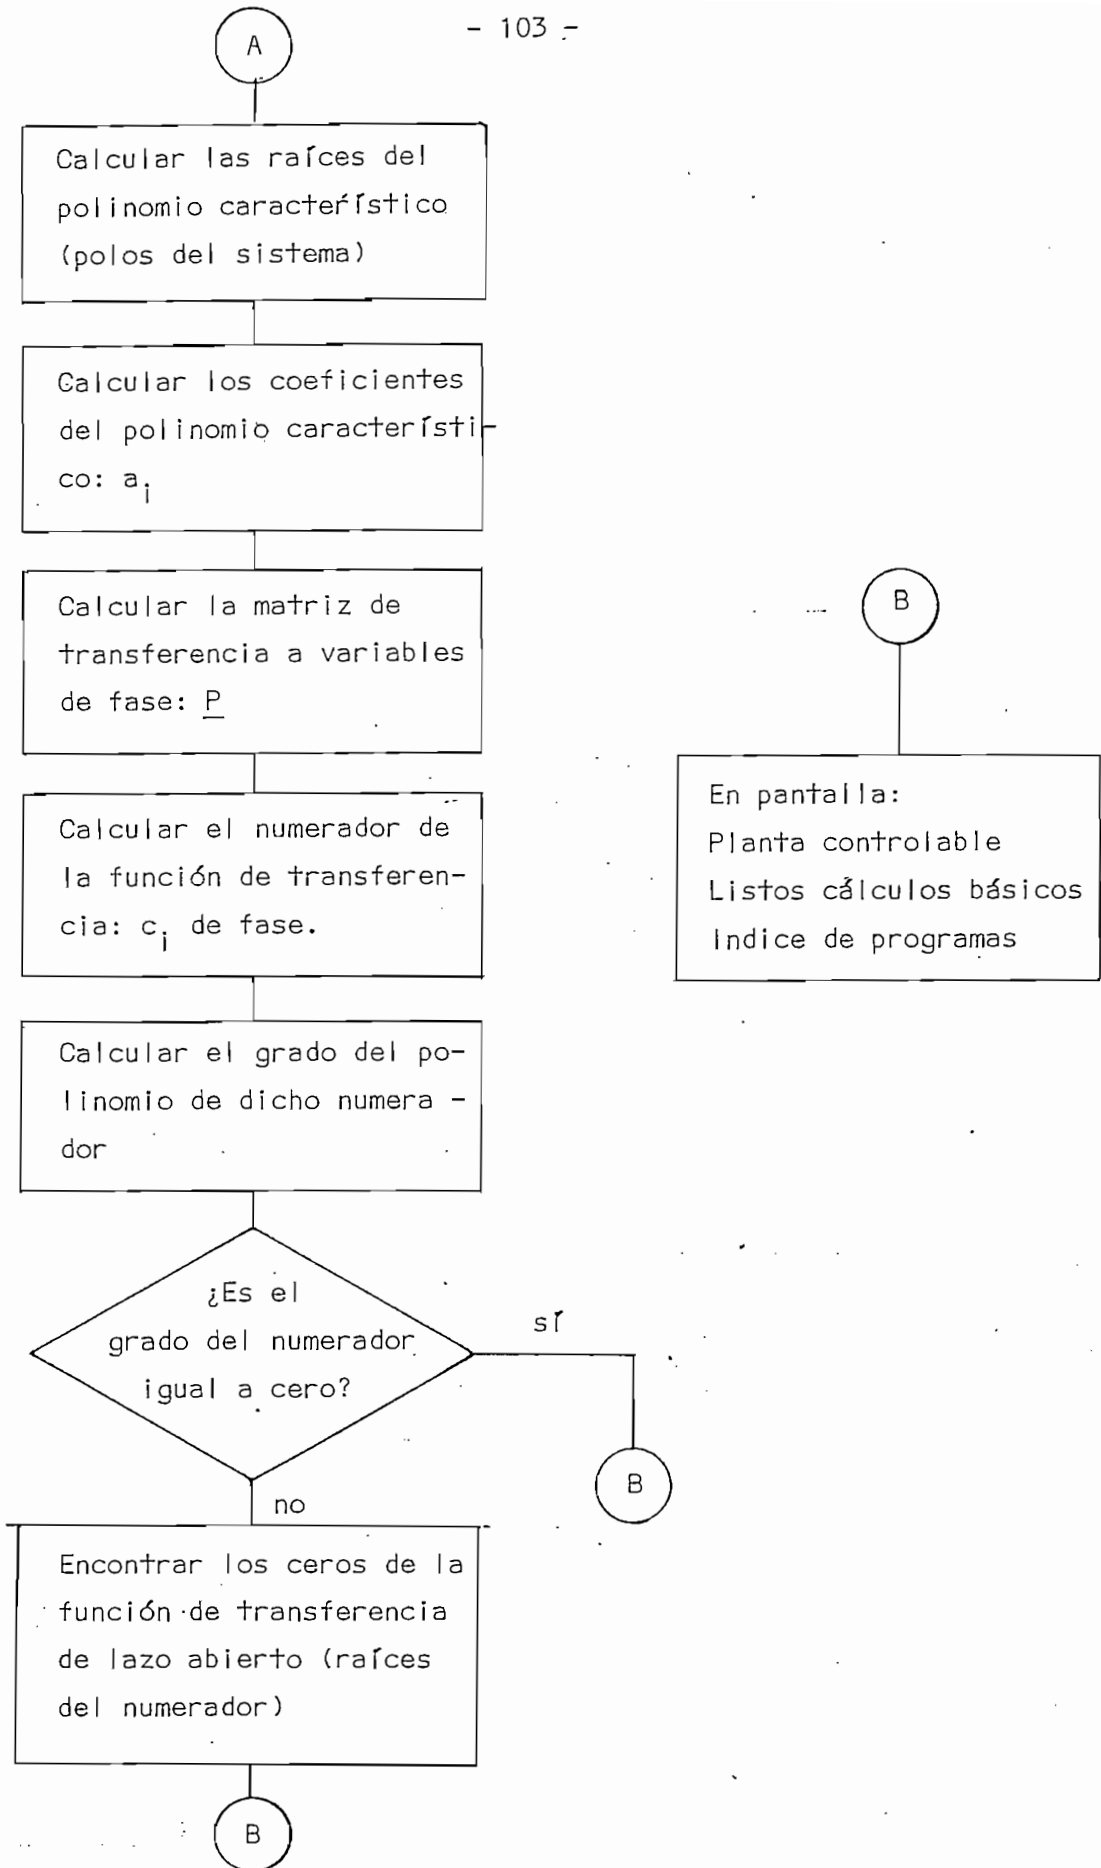 - 103 -
A
Calcular las raíces del
polinomio característico
(polos del sistema)
Calcular los coeficientes
del polinomio característi-
co: a_i
Calcular la matriz de
transferencia a variables
de fase: P
Calcular el numerador de
la función de transferen-
cia: c_i de fase.
Calcular el grado del po-
linomio de dicho numera -
dor
¿Es el
grado del numerador
igual a cero?
sí
B
no
Encontrar los ceros de la
función de transferencia
de lazo abierto (raíces
del numerador)
B
B
En pantalla:
Planta controlable
Listos cálculos básicos
Indice de programas